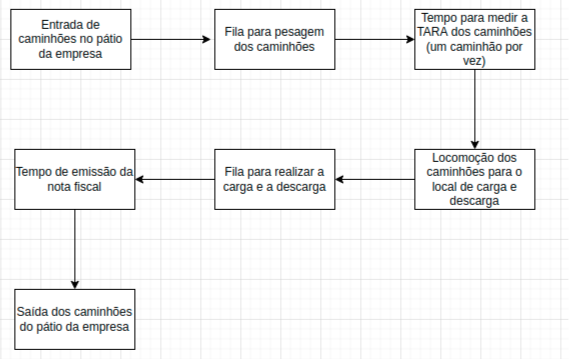 Entrada de
caminhões no pátio
da empresa
Fila para pesagem
dos caminhões
Tempo para medir a
TARA dos caminhões
(um caminhão por
vez)
Locomoção dos
caminhões para o
local de carga e
descarga
Fila para realizar a
carga e a descarga
Tempo de emissão da
nota fiscal
Saída dos caminhões
do pátio da empresa